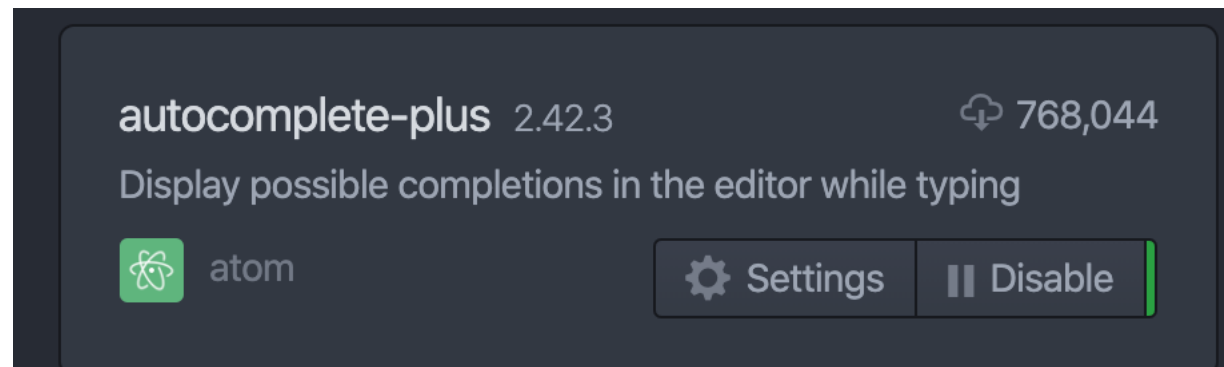 autocomplete-plus 2.42.3 768,044
Display possible completions in the editor while typing
atom Settings Disable